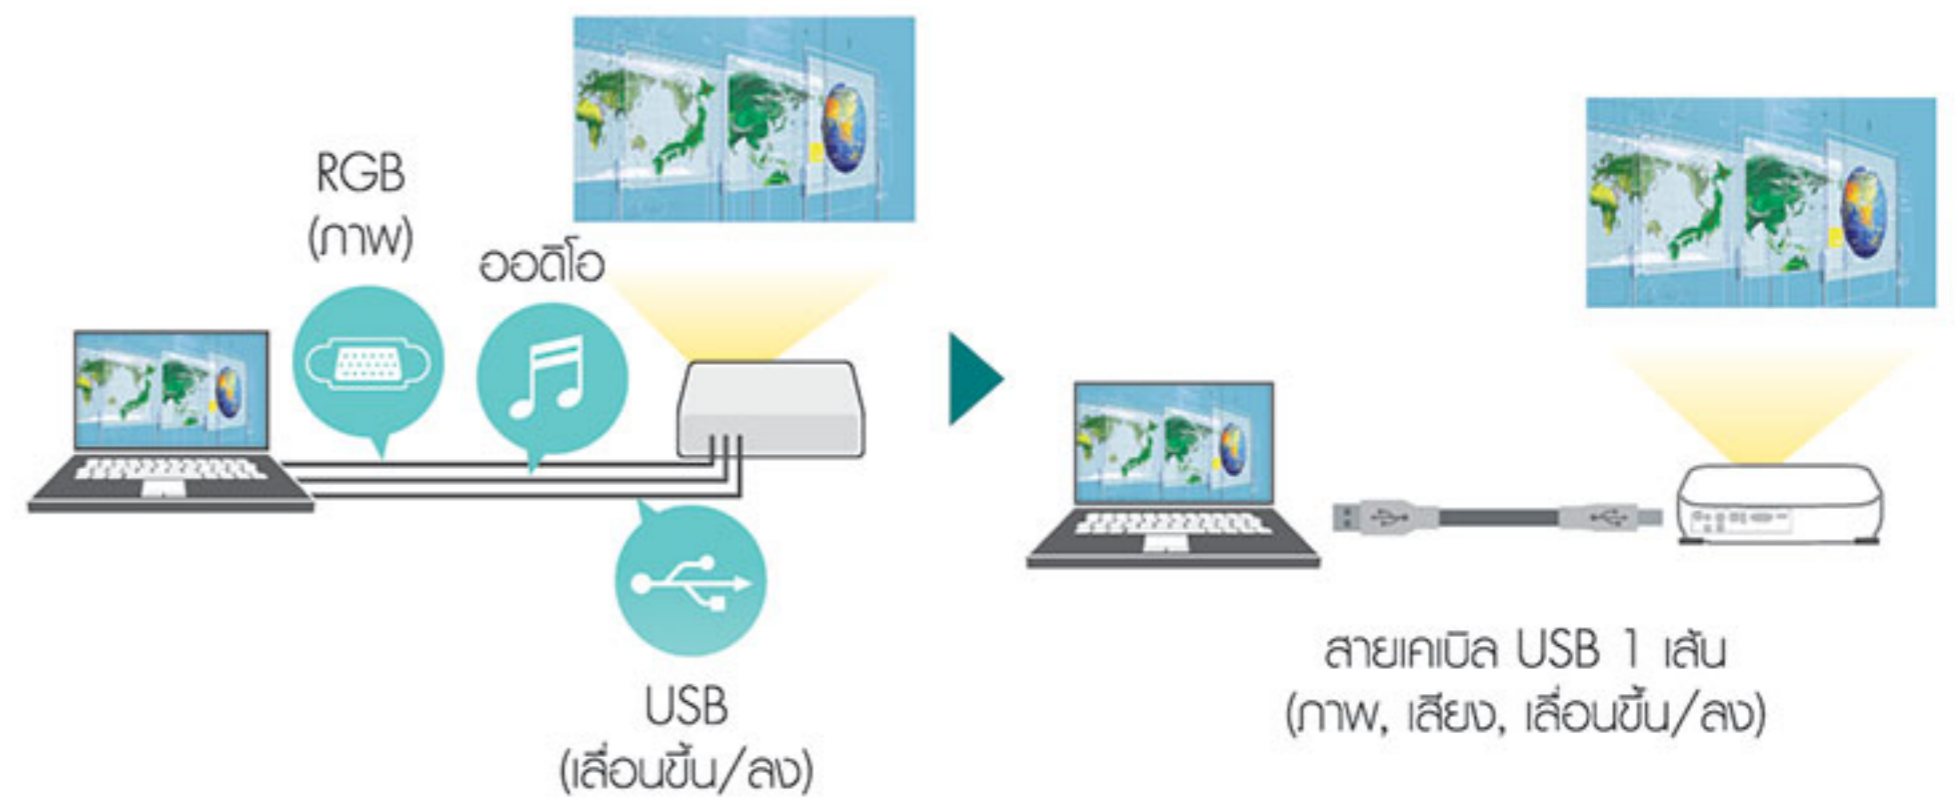 RGB
(ภาพ)
ออดิโอ
USB
(เลื่อนขึ้น/ลง)
สายเคเบิล USB 1 เส้น
(ภาพ, เสียง, เลื่อนขึ้น/ลง)